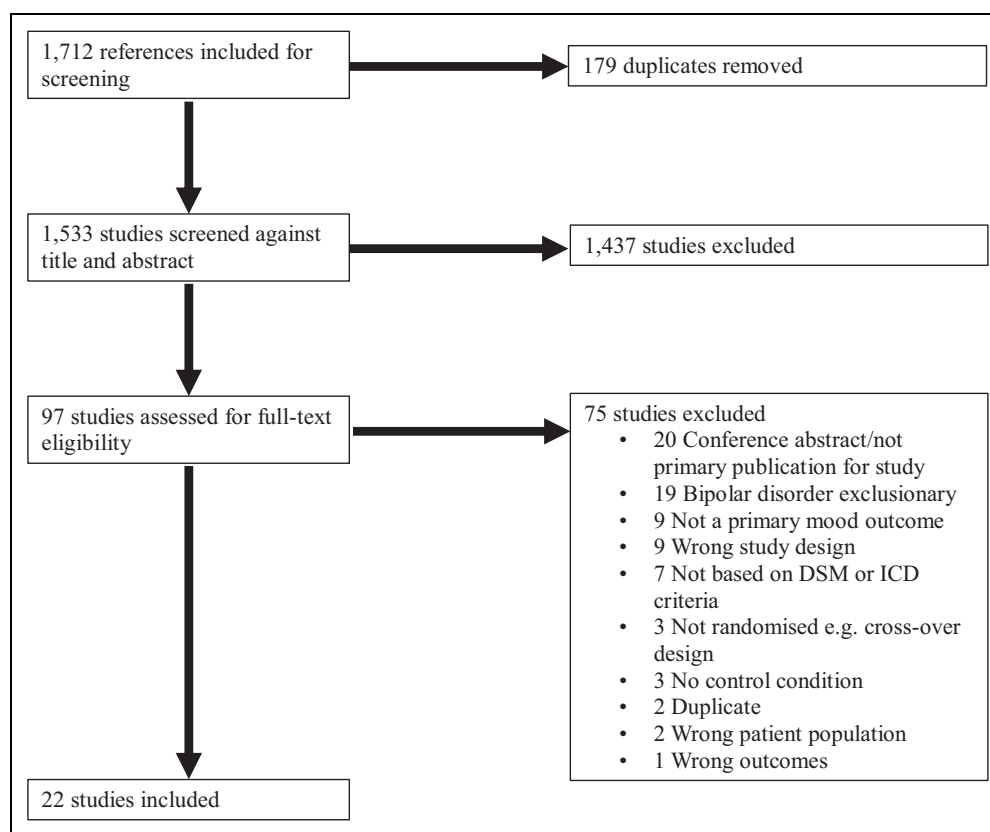 1,712 references included for
screening
179 duplicates removed
1,533 studies screened against
title and abstract
1,437 studies excluded
97 studies assessed for full-text
eligibility
75 studies excluded
• 20 Conference abstract/not
primary publication for study
• 19 Bipolar disorder exclusionary
• 9 Not a primary mood outcome
• 9 Wrong study design
• 7 Not based on DSM or ICD
criteria
• 3 Not randomised e.g. cross-over
design
• 3 No control condition
• 2 Duplicate
• 2 Wrong patient population
• 1 Wrong outcomes
22 studies included